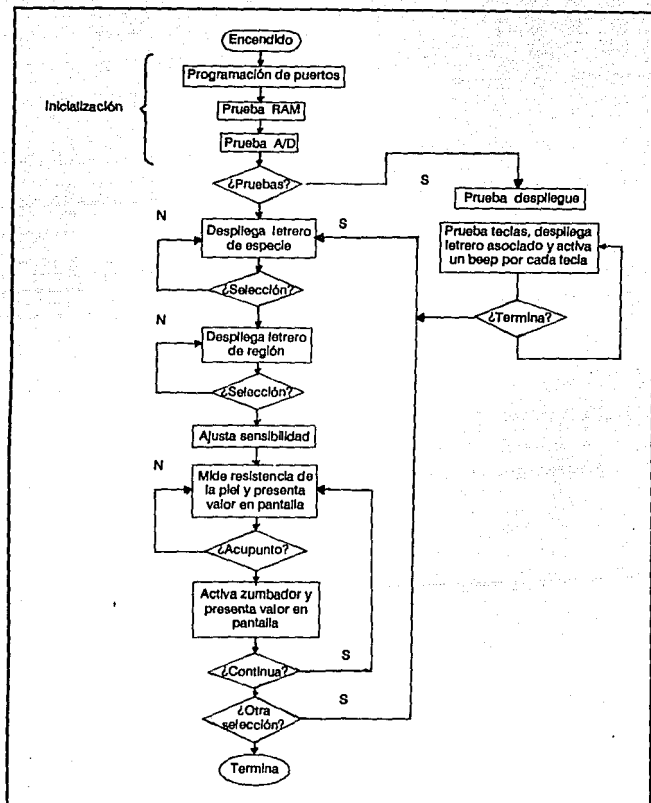 Encendido
Programación de puertos
Inicialización
Prueba RAM
Prueba A/D
¿Pruebas?
S
Prueba despliegue
Prueba teclas, despliega
letrero asociado y activa
un beep por cada tecla
¿Termina?
N
S
Despliega letrero
de especie
¿Selección?
N
Despliega letrero
de región
¿Selección?
Ajusta sensibilidad
N
Mide resistencia de
la piel y presenta
valor en pantalla
¿Acupunto?
Activa zumbador y
presenta valor en
pantalla
S
¿Continua?
S
¿Otra
selección?
Termina